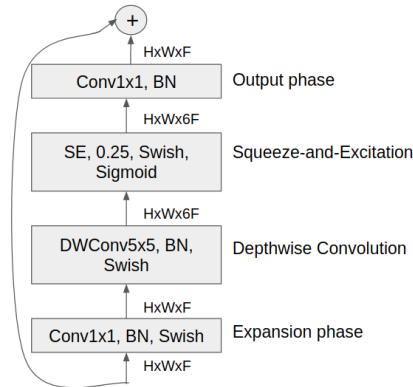 +
HxWxF
Conv1x1, BN
Output phase
HxWx6F
SE, 0.25, Swish,
Sigmoid
Squeeze-and-Excitation
HxWx6F
DWConv5x5, BN,
Swish
Depthwise Convolution
HxWxF
Conv1x1, BN, Swish
Expansion phase
HxWxF